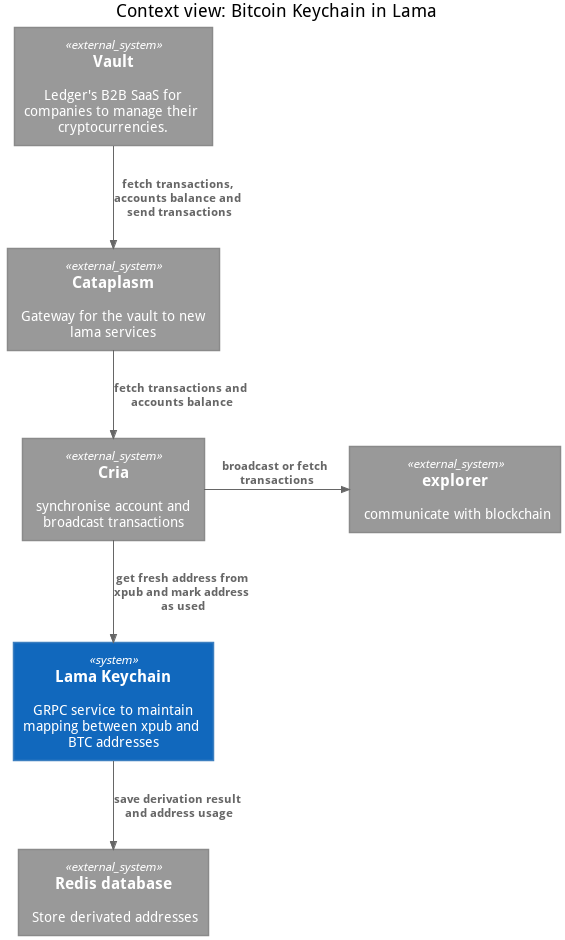 Context view: Bitcoin Keychain in Lama
«external_system»
Vault
Ledger's B2B SaaS for
companies to manage their
cryptocurrencies.
fetch transactions,
accounts balance and
send transactions
«external_system»
Cataplasm
Gateway for the vault to new
lama services
fetch transactions and
accounts balance
«external_system»
Cria
synchronise account and
broadcast transactions
broadcast or fetch
transactions
«external_system»
explorer
communicate with blockchain
get fresh address from
xpub and mark address
as used
«system»
Lama Keychain
GRPC service to maintain
mapping between xpub and
BTC addresses
save derivation result
and address usage
«external_system»
Redis database
Store derivated addresses